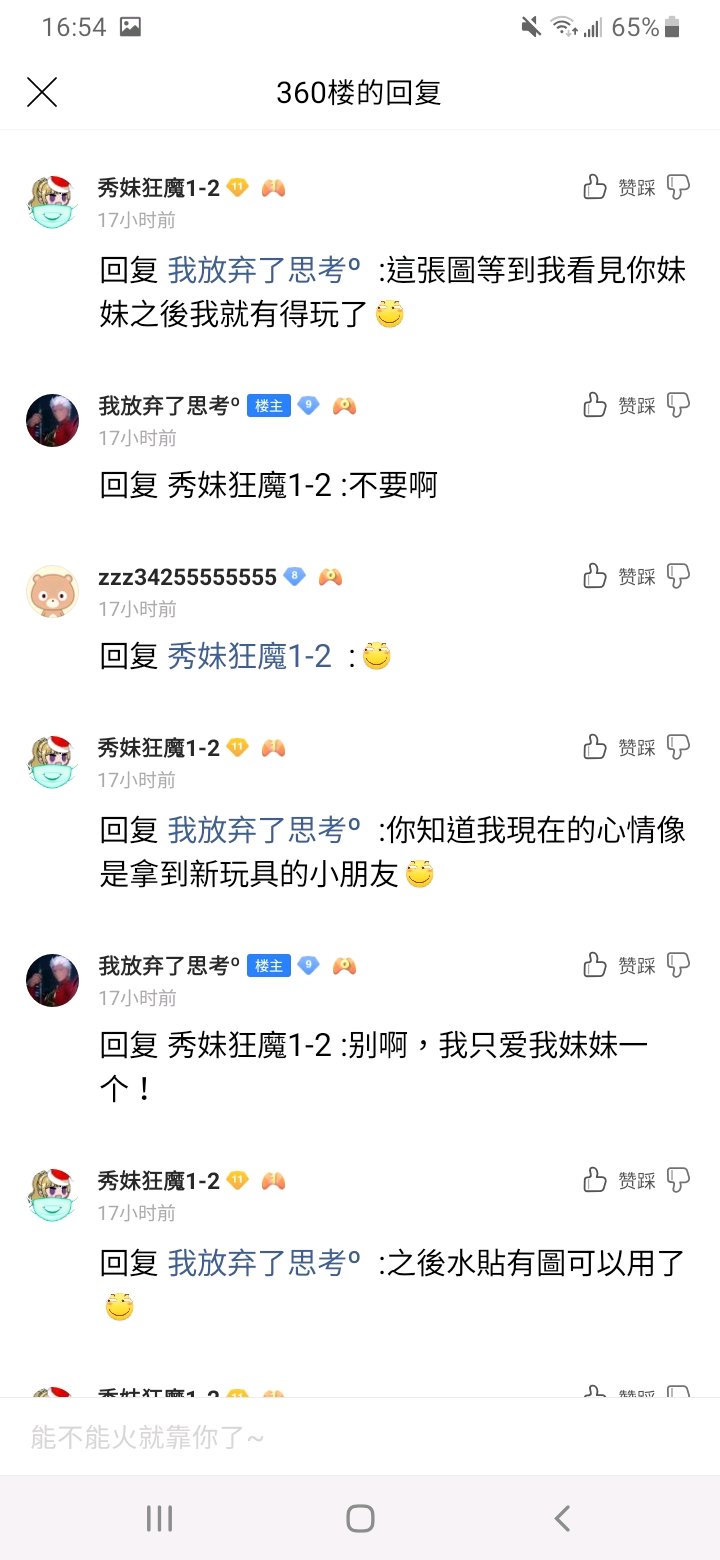 16:54 65%
360楼的回复
秀妹狂魔1-2 11
赞踩
17小时前
回复 我放弃了思考º :這張圖等到我看見你妹
妹之後我就有得玩了
我放弃了思考º 楼主 9
赞踩
17小时前
回复 秀妹狂魔1-2 :不要啊
zzz34255555555 8
赞踩
17小时前
回复 秀妹狂魔1-2 :
秀妹狂魔1-2 11
赞踩
17小时前
回复 我放弃了思考º :你知道我現在的心情像
是拿到新玩具的小朋友
我放弃了思考º 楼主 9
赞踩
17小时前
回复 秀妹狂魔1-2 :别啊，我只爱我妹妹一
个！
秀妹狂魔1-2 11
赞踩
17小时前
回复 我放弃了思考º :之後水貼有圖可以用了
秀妹狂魔1-2 11
赞踩
能不能火就靠你了~